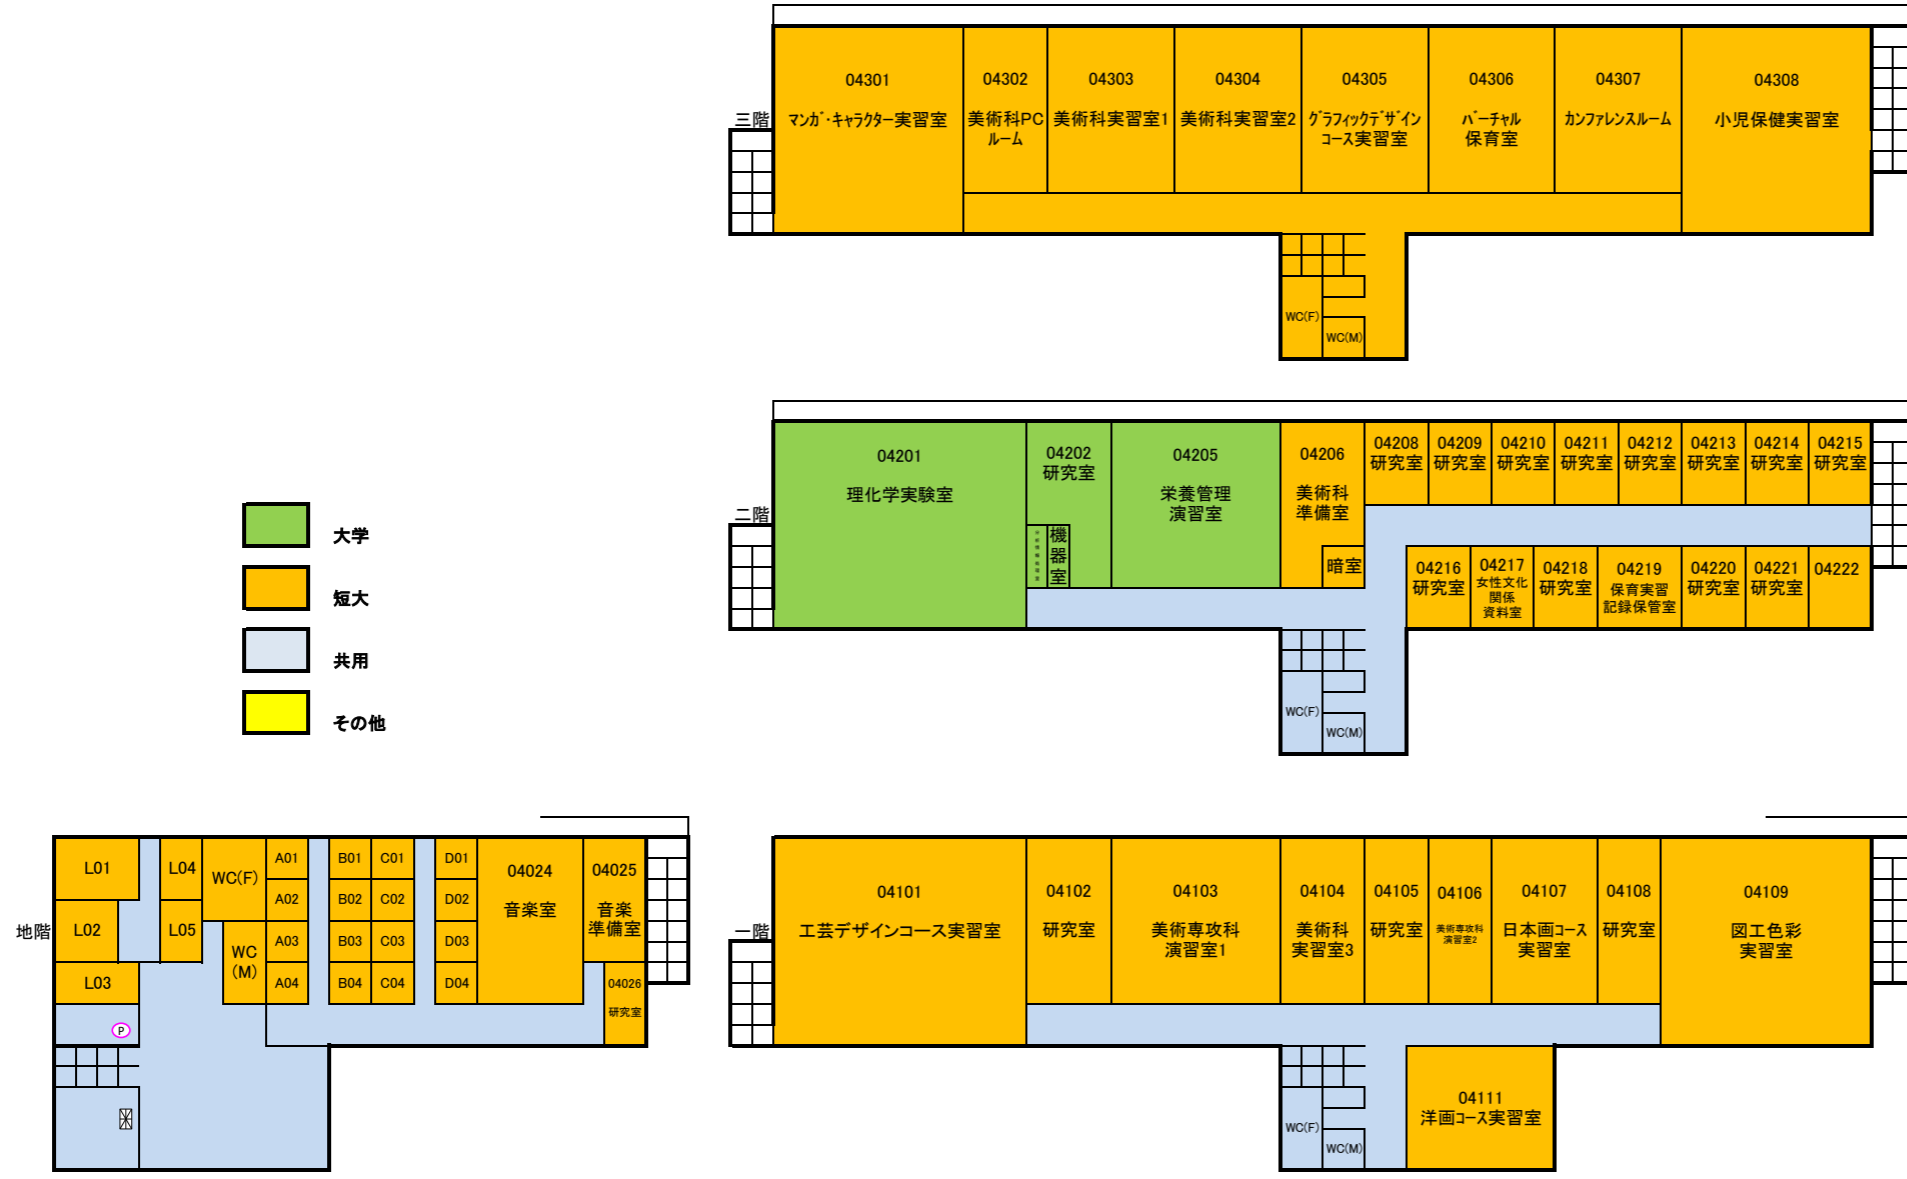 三階
04301
マンガ・キャラクター実習室
04302
美術科PC
ルーム
04303
美術科実習室1
04304
美術科実習室2
04305
グラフィックデザイン
コース実習室
04306
バーチャル
保育室
04307
カンファレンスルーム
04308
小児保健実習室
WC(F)
WC(M)
二階
04201
理化学実験室
04202
研究室
機
器
室
04205
栄養管理
演習室
04206
美術科
準備室
暗室
04208
研究室
04209
研究室
04210
研究室
04211
研究室
04212
研究室
04213
研究室
04214
研究室
04215
研究室
04216
研究室
04217
女性文化
関係
資料室
04218
研究室
04219
保育実習
記録保管室
04220
研究室
04221
研究室
04222
WC(F)
WC(M)
大学
短大
共用
その他
地階
L01
L02
L03
L04
L05
WC(F)
WC
(M)
A01
A02
A03
A04
B01
B02
B03
B04
C01
C02
C03
C04
D01
D02
D03
D04
04024
音楽室
04025
音楽
準備室
04026
研究室
P
一階
04101
工芸デザインコース実習室
04102
研究室
04103
美術専攻科
演習室1
04104
美術科
実習室3
04105
研究室
04106
美術専攻科
演習室2
04107
日本画コース
実習室
04108
研究室
04109
図工色彩
実習室
04111
洋画コース実習室
WC(F)
WC(M)